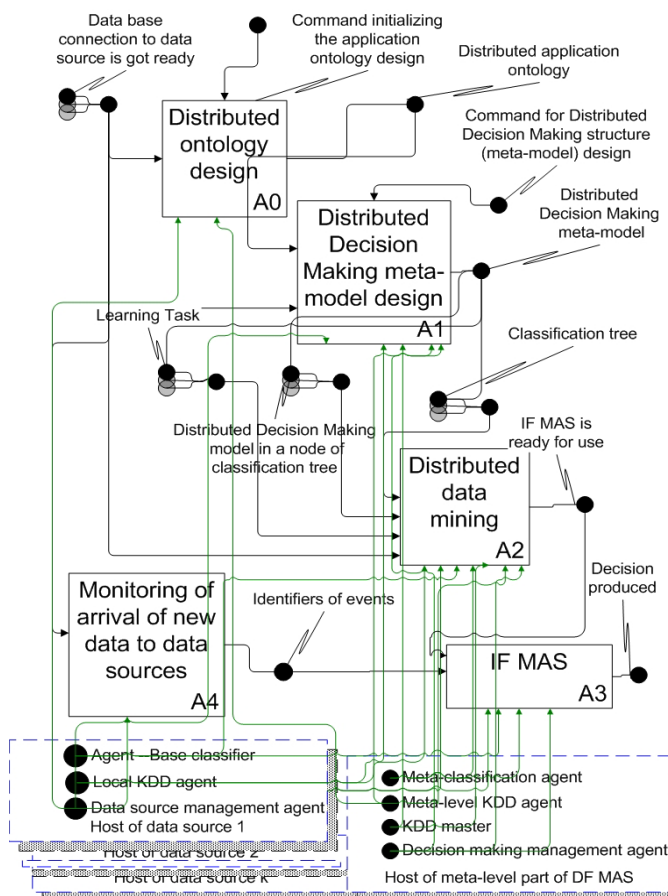 Data base
connection to data
source is got ready
Command initializing
the application
ontology design
Distributed application
ontology
Command for Distributed
Decision Making structure
(meta-model) design
Distributed
ontology
design
A0
Distributed
Decision Making
meta-model
Distributed
Decision
Making meta-
model design
A1
Learning Task
Classification tree
Distributed Decision Making
model in a node of
classification tree
IF MAS is
ready for use
Distributed
data
mining
A2
Decision
produced
Monitoring of
arrival of new
data to data
sources
A4
Identifiers of events
IF MAS
A3
Agent –Base classifier
Local KDD agent
Data source management agent
Host of data source 1
Host of data source 2
Host of data source k
Meta-classification agent
Meta-level KDD agent
KDD master
Decision making management agent
Host of meta-level part of DF MAS